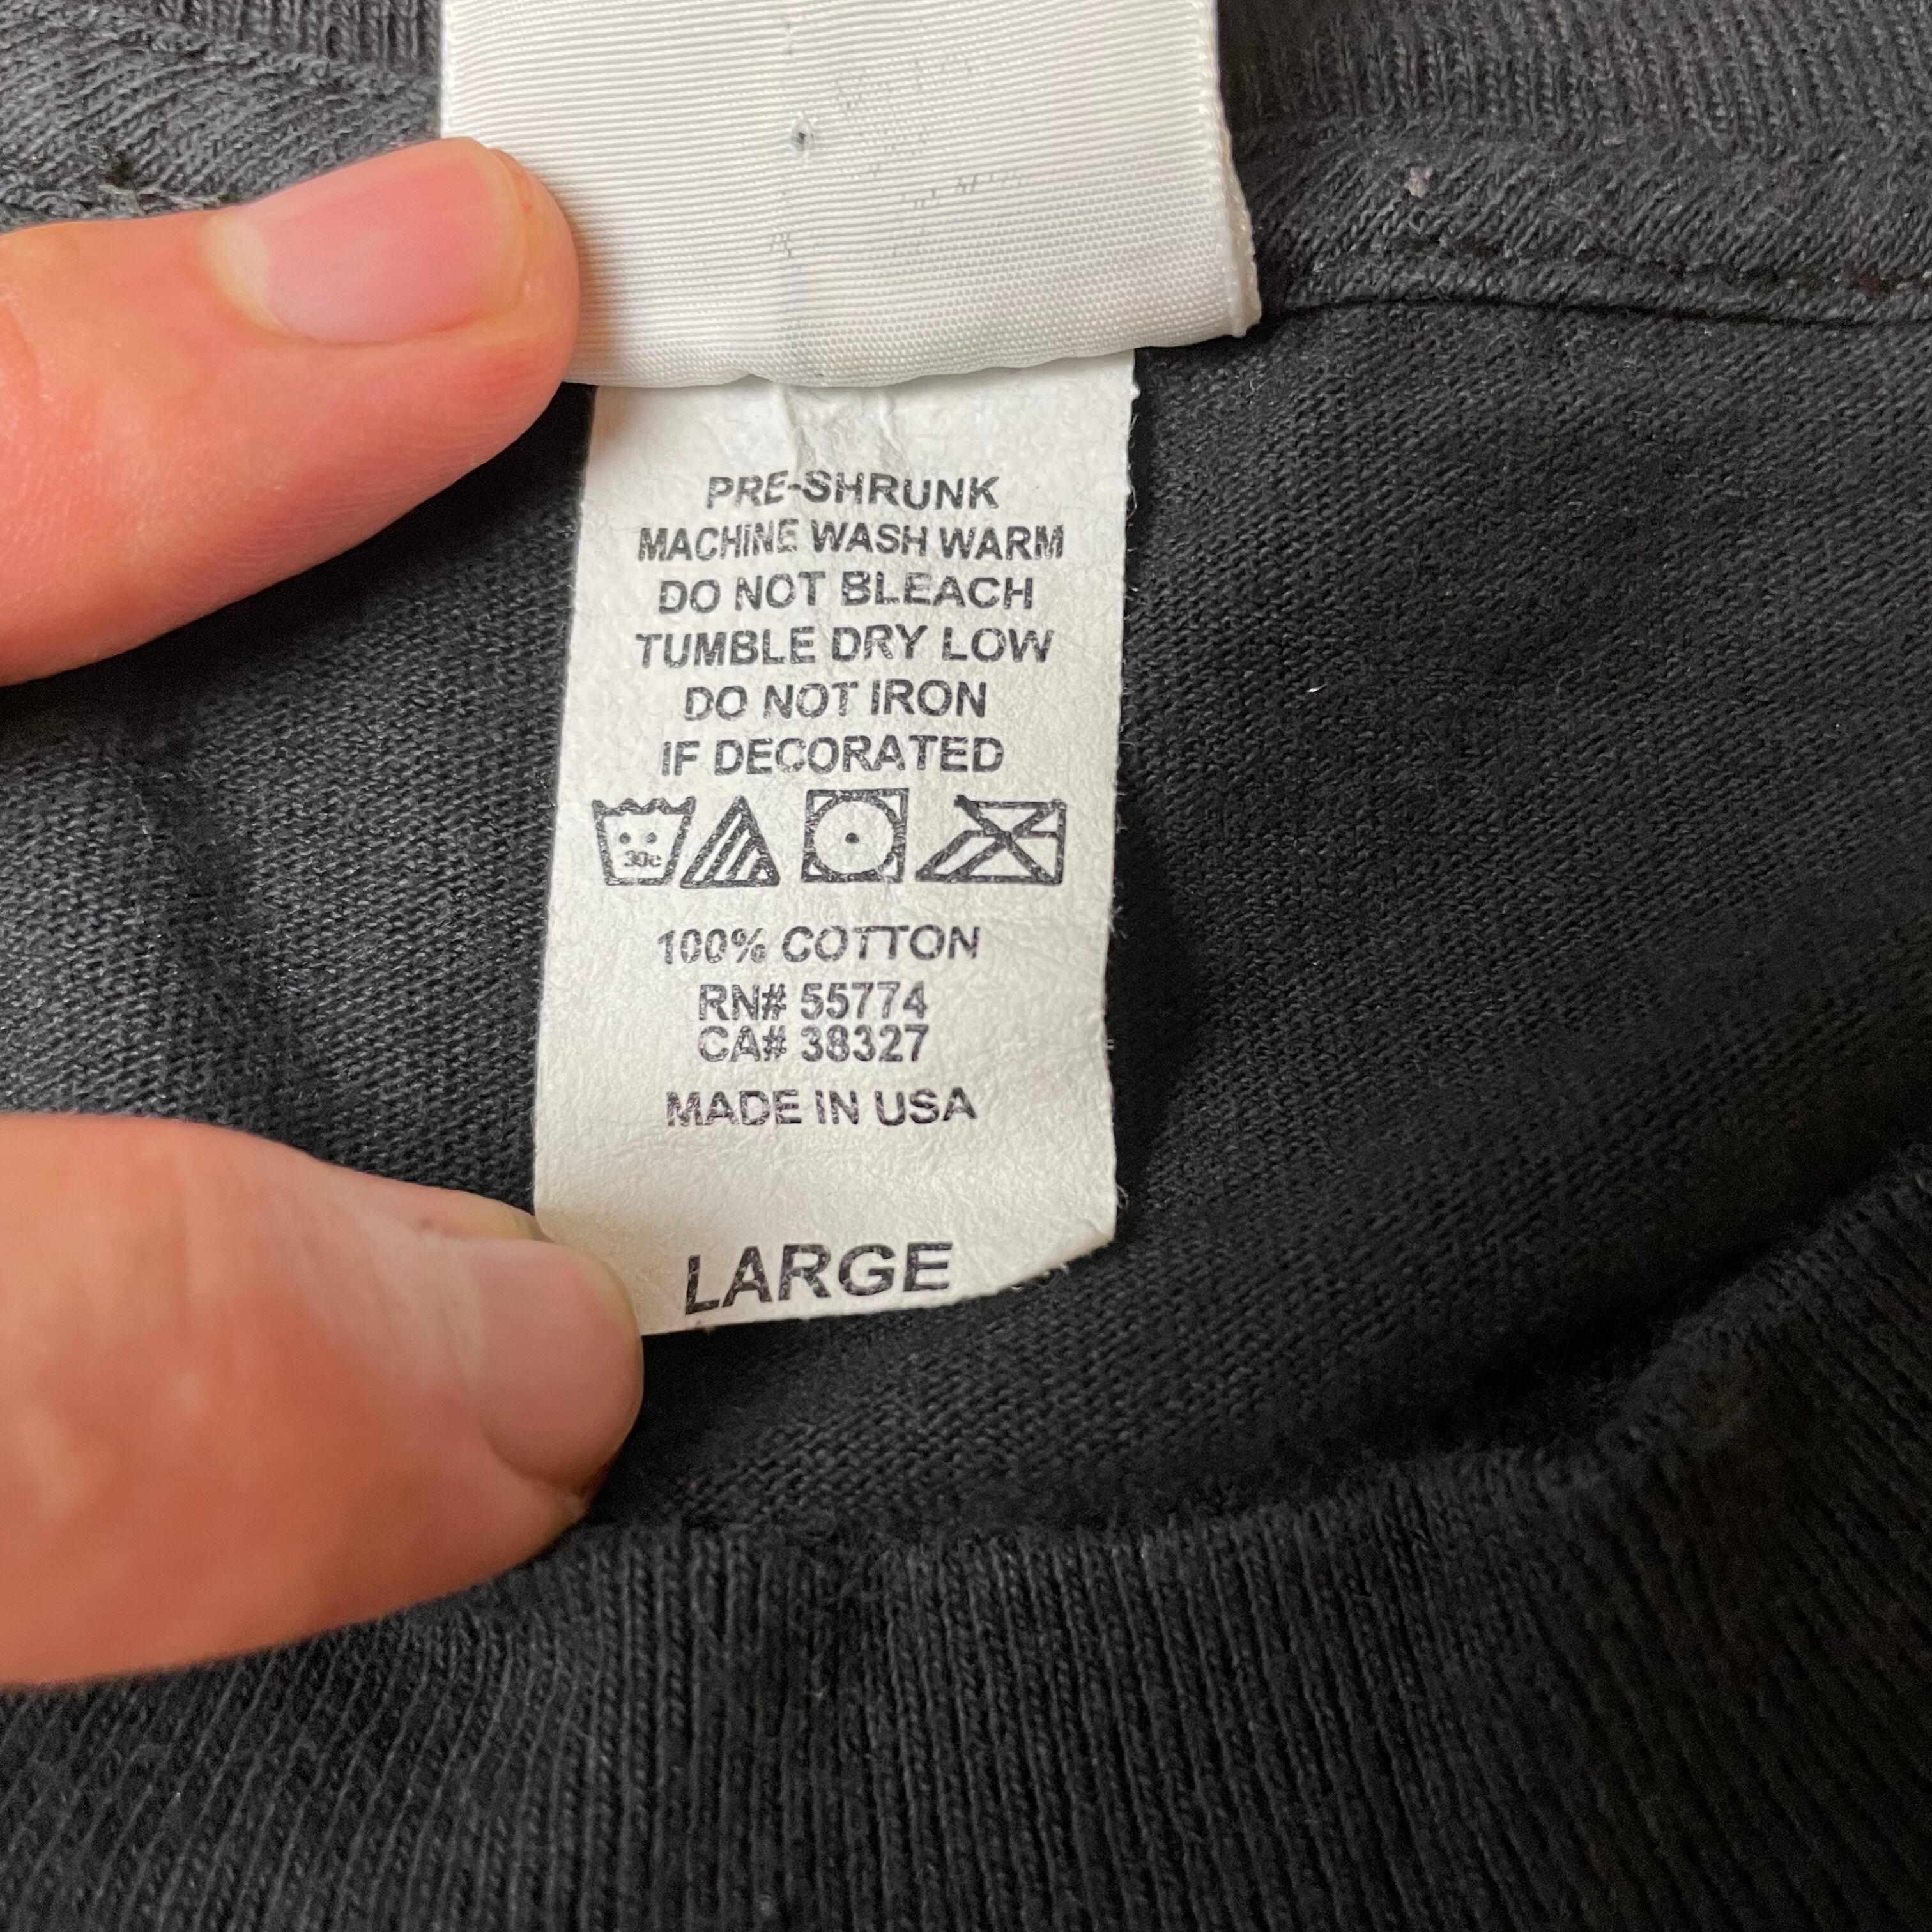 PRE-SHRUNK
MACHINE WASH WARM
DO NOT BLEACH
TUMBLE DRY LOW
DO NOT IRON
IF DECORATED
30c
100% COTTON
RN# 55774
CA# 38327
MADE IN USA
LARGE